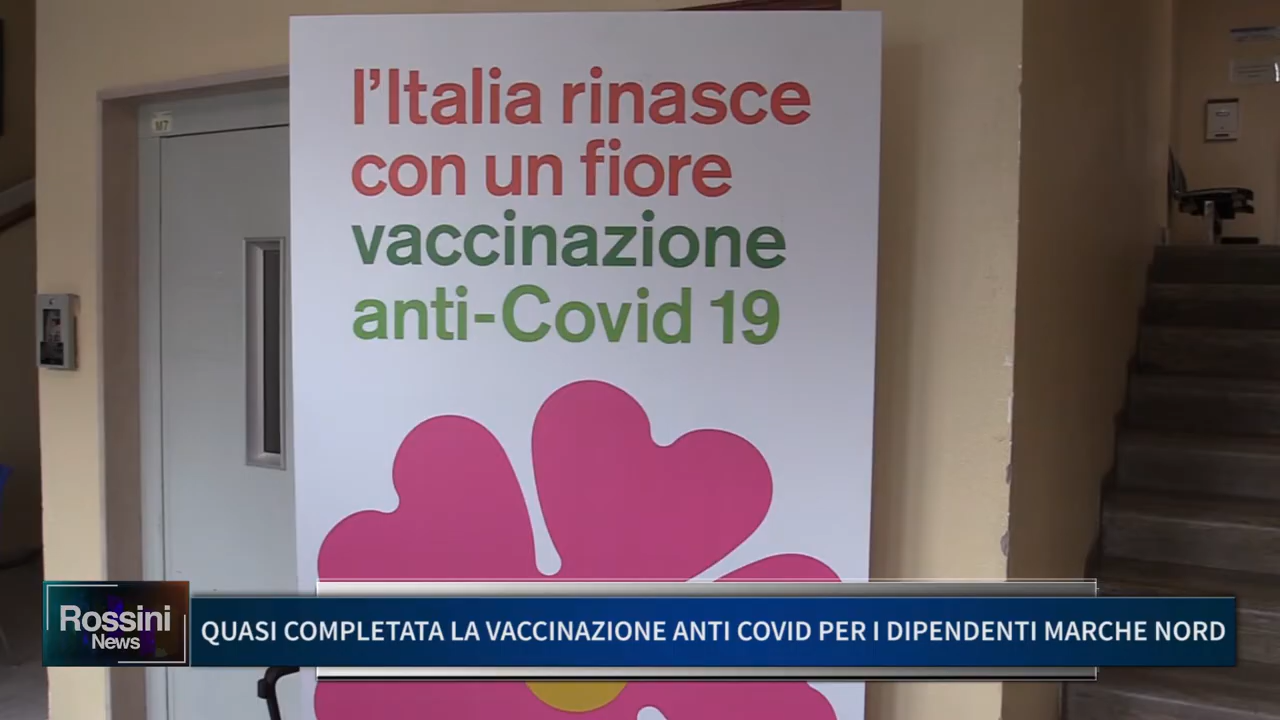 l'Italia rinasce
con un fiore
vaccinazione
anti-Covid 19
M7
Rossini
News
QUASI COMPLETATA LA VACCINAZIONE ANTI COVID PER I DIPENDENTI MARCHE NORD